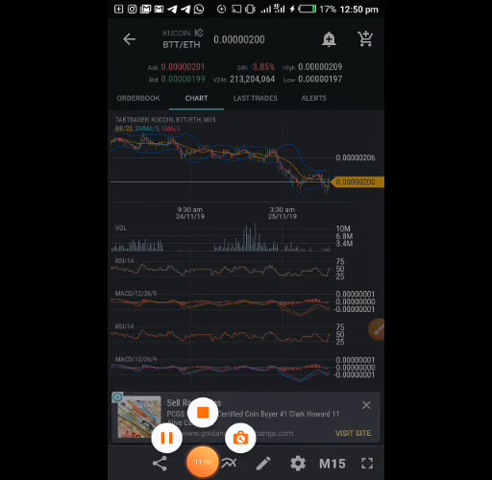 17% 12:50 pm
KUCOIN
BTT/ETH
0.00000200
Ask 0.00000201 24h -3.85% High 0.00000209
Bid 0.00000199 V24h 213,204,064 Low 0.00000197
ORDERBOOK CHART LAST TRADES ALERTS
TABTRADER: KUCOIN, BTT/ETH, M15
BB/20, SMMA/5, EMA/5
0.00000206
0.00000200
9:30 am 3:30 am
24/11/19 25/11/19
VOL 10M
6.8M
3.4M
RSI/14 75
50
25
MACD/12/26/9 0.00000001
0.00000000
-0.00000001
RSI/14 75
50
25
MACD/12/26/9 0.00000001
0.00000000
-0.00000001
Sell Ra
PCGS Certified Coin Buyer #1 Clark Howard 11
VISIT SITE
M15